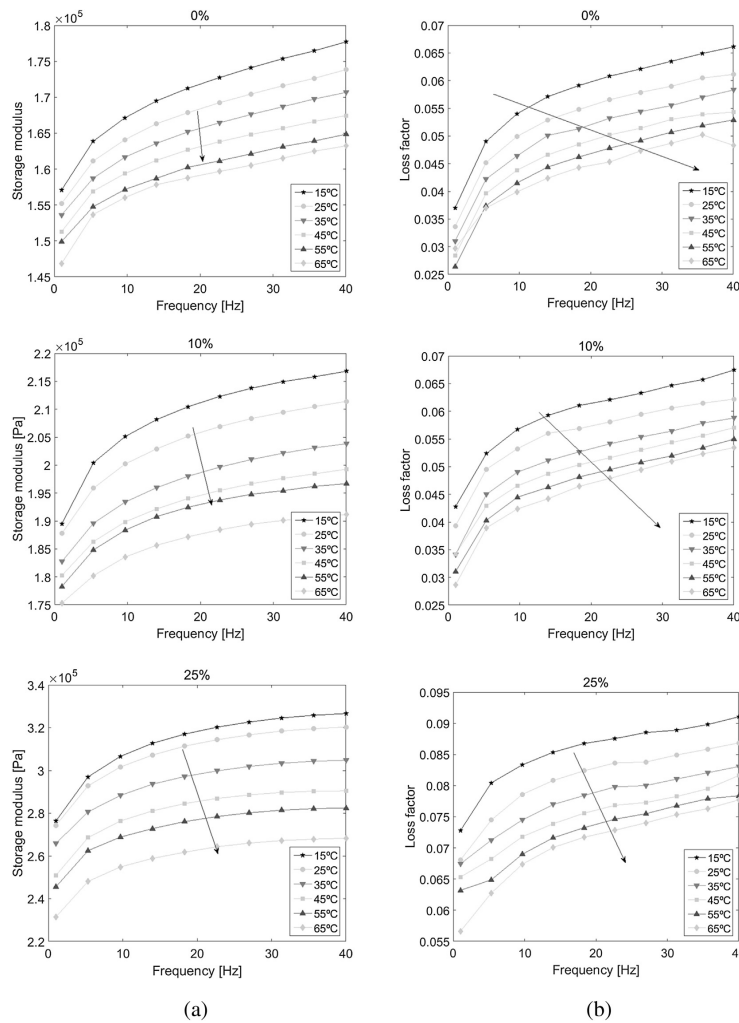 0%
×10⁵
1.8
1.75
1.7
1.65
1.6
1.55
1.5
1.45
Storage modulus
0 10 20 30 40
Frequency [Hz]
15ºC
25ºC
35ºC
45ºC
55ºC
65ºC
0%
0.07
0.065
0.06
0.055
0.05
0.045
0.04
0.035
0.03
0.025
Loss factor
0 10 20 30 40
Frequency [Hz]
15ºC
25ºC
35ºC
45ºC
55ºC
65ºC
10%
×10⁵
2.2
2.15
2.1
2.05
2
1.95
1.9
1.85
1.8
1.75
Storage modulus [Pa]
0 10 20 30 40
Frequency [Hz]
15ºC
25ºC
35ºC
45ºC
55ºC
65ºC
10%
0.07
0.065
0.06
0.055
0.05
0.045
0.04
0.035
0.03
0.025
Loss factor
0 10 20 30 40
Frequency [Hz]
15ºC
25ºC
35ºC
45ºC
55ºC
65ºC
25%
×10⁵
3.4
3.2
3
2.8
2.6
2.4
2.2
Storage modulus [Pa]
0 10 20 30 40
Frequency [Hz]
15ºC
25ºC
35ºC
45ºC
55ºC
65ºC
25%
0.095
0.09
0.085
0.08
0.075
0.07
0.065
0.06
0.055
Loss factor
0 10 20 30 40
Frequency [Hz]
15ºC
25ºC
35ºC
45ºC
55ºC
65ºC
(a)
(b)